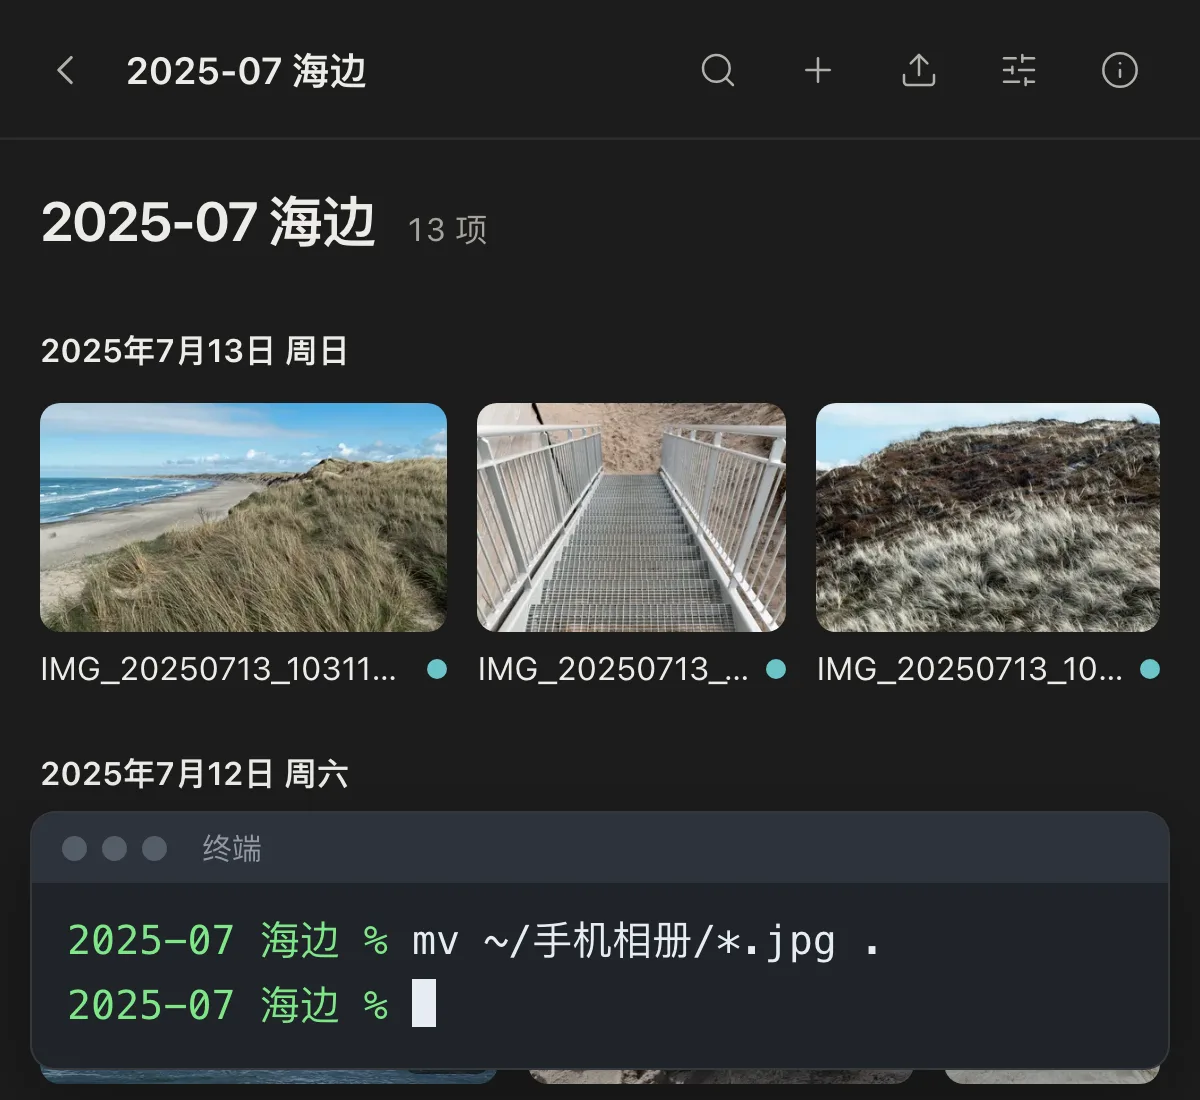 2025-07 海边
2025-07 海边 13 项
2025年7月13日 周日
IMG_20250713_10311...
IMG_20250713_...
IMG_20250713_10...
2025年7月12日 周六
终端
2025-07 海边 % mv ~/手机相册/*.jpg .
2025-07 海边 %